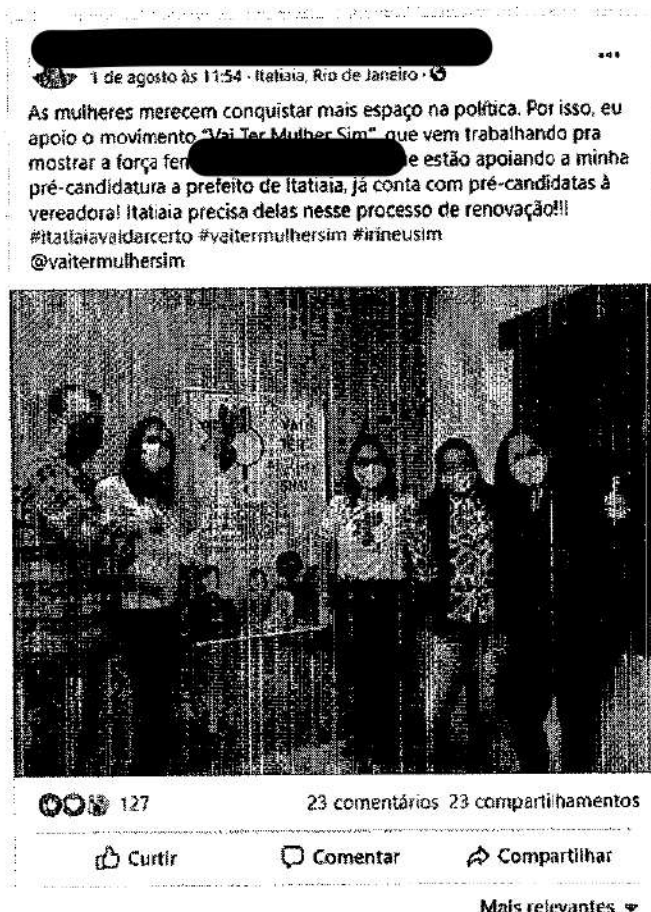 1 de agosto às 11:54 · Itatiaia, Rio de Janeiro ·
As mulheres merecem conquistar mais espaço na política. Por isso, eu
apoio o movimento "Vai Ter Mulher Sim", que vem trabalhando pra
mostrar a força estão apoiando a minha
pré-candidatura a prefeito de Itatiaia, já conta com pré-candidatas à
vereadora! Itatiaia precisa delas nesse processo de renovação!!!
#itatiaiavaidarcerto #vaitermulhersim #irineusim
@vaitermulhersim
VAI
TER
SIM
127
23 comentários 23 compartilhamentos
Curtir Comentar Compartilhar
Mais relevantes